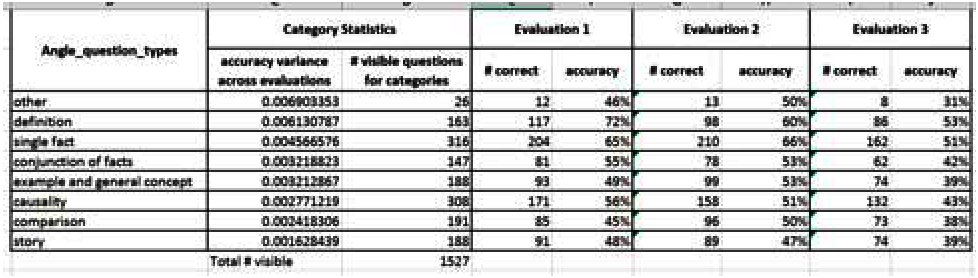 Angle_question_types Category Statistics Evaluation 1 Evaluation 2 Evaluation 3
accuracy variance across evaluations # visible questions for categories # correct accuracy # correct accuracy # correct accuracy
other 0.006903353 26 12 46% 13 50% 8 31%
definition 0.006130787 163 117 72% 98 60% 86 53%
single fact 0.004566576 316 204 65% 210 66% 162 51%
conjunction of facts 0.003218823 147 81 55% 78 53% 62 42%
example and general concept 0.003212867 188 93 49% 99 53% 74 39%
causality 0.002771219 308 171 56% 158 51% 132 43%
comparison 0.002418306 191 85 45% 96 50% 73 38%
story 0.001628439 188 91 48% 89 47% 74 39%
Total # visible 1527